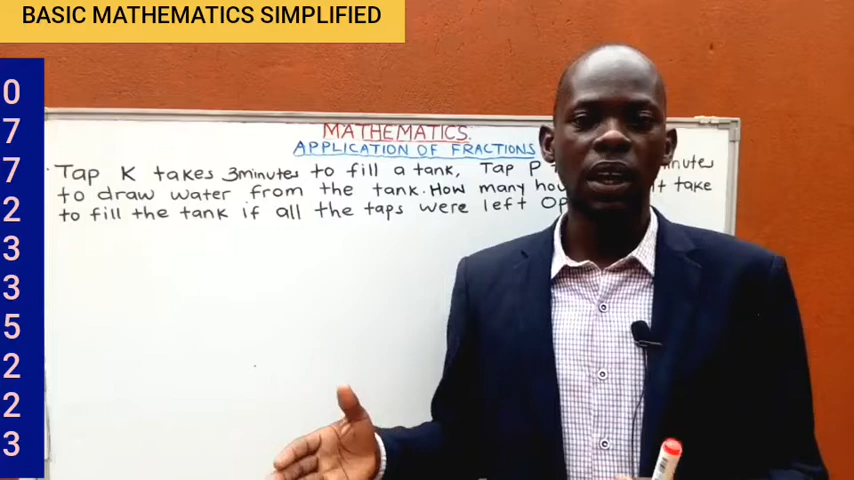 BASIC MATHEMATICS SIMPLIFIED
0
7
7
2
3
3
5
2
2
3
MATHEMATICS.
APPLICATION OF FRACTIONS
Tap K takes 3minutes to fill a tank, Tap P
to draw water from the tank. How many take
to fill the tank if all the taps were left